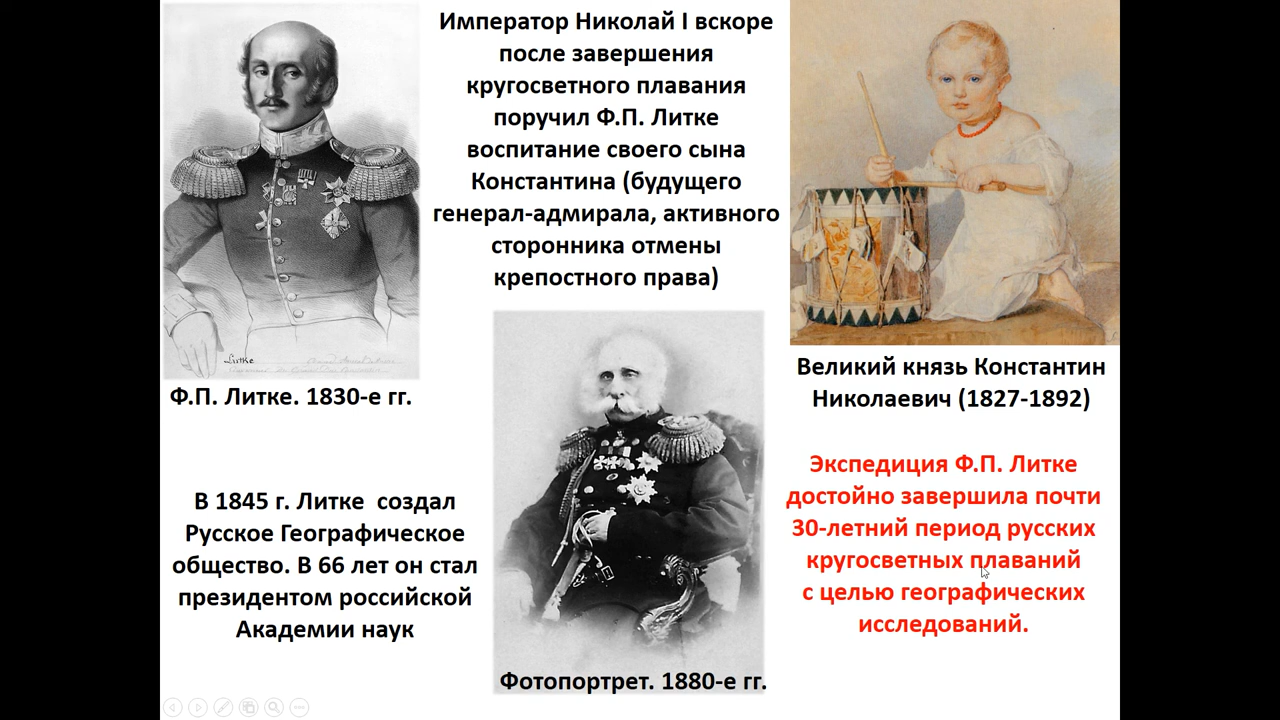 Император Николай I вскоре
после завершения
кругосветного плавания
поручил Ф.П. Литке
воспитание своего сына
Константина (будущего
генерал-адмирала, активного
сторонника отмены
крепостного права)
Lutke
Ф.П. Литке. 1830-е гг.
Великий князь Константин
Николаевич (1827-1892)
В 1845 г. Литке создал
Русское Географическое
общество. В 66 лет он стал
президентом российской
Академии наук
Экспедиция Ф.П. Литке
достойно завершила почти
30-летний период русских
кругосветных плаваний
с целью географических
исследований.
Фотопортрет. 1880-е гг.